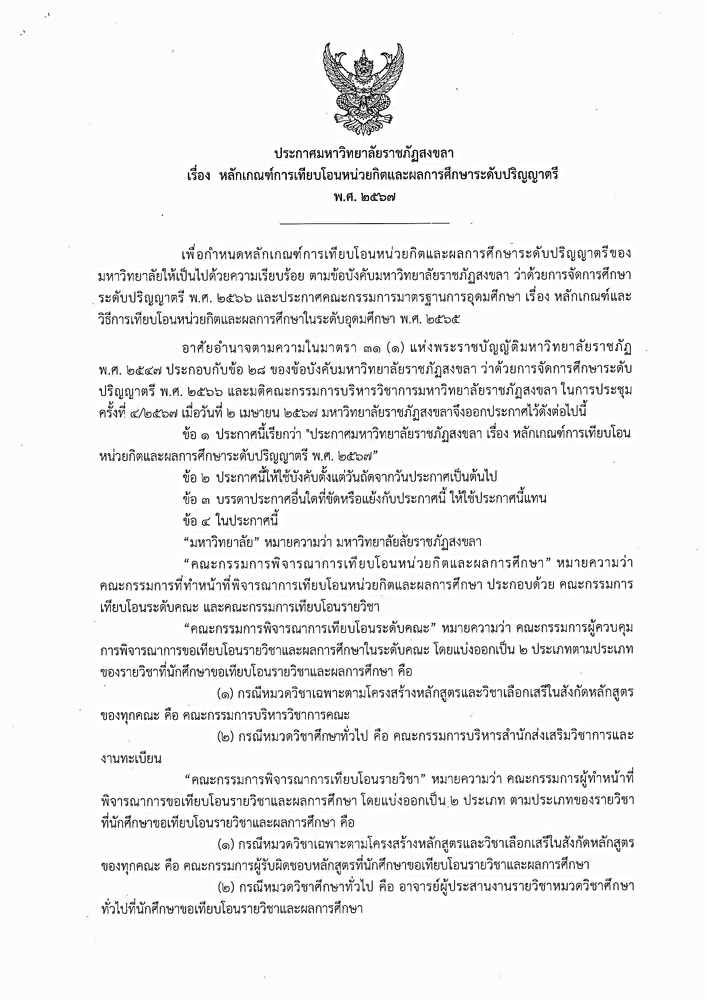 ประกาศมหาวิทยาลัยราชภัฏสงขลา
เรื่อง หลักเกณฑ์การเทียบโอนหน่วยกิตและผลการศึกษาระดับปริญญาตรี
พ.ศ. ๒๕๖๗
เพื่อกำหนดหลักเกณฑ์การเทียบโอนหน่วยกิตและผลการศึกษาระดับปริญญาตรีของ
มหาวิทยาลัยให้เป็นไปด้วยความเรียบร้อย ตามข้อบังคับมหาวิทยาลัยราชภัฏสงขลา ว่าด้วยการจัดการศึกษา
ระดับปริญญาตรี พ.ศ. ๒๕๖๖ และประกาศคณะกรรมการมาตรฐานการอุดมศึกษา เรื่อง หลักเกณฑ์และ
วิธีการเทียบโอนหน่วยกิตและผลการศึกษาในระดับอุดมศึกษา พ.ศ. ๒๕๖๕
อาศัยอำนาจตามความในมาตรา ๓๑ (๑) แห่งพระราชบัญญัติมหาวิทยาลัยราชภัฏ
พ.ศ. ๒๕๔๗ ประกอบกับข้อ ๒๘ ของข้อบังคับมหาวิทยาลัยราชภัฏสงขลา ว่าด้วยการจัดการศึกษาระดับ
ปริญญาตรี พ.ศ. ๒๕๖๖ และมติคณะกรรมการบริหารวิชาการมหาวิทยาลัยราชภัฏสงขลา ในการประชุม
ครั้งที่ ๔/๒๕๖๗ เมื่อวันที่ ๒ เมษายน ๒๕๖๗ มหาวิทยาลัยราชภัฏสงขลาจึงออกประกาศไว้ดังต่อไปนี้
ข้อ ๑ ประกาศนี้เรียกว่า "ประกาศมหาวิทยาลัยราชภัฏสงขลา เรื่อง หลักเกณฑ์การเทียบโอน
หน่วยกิตและผลการศึกษาระดับปริญญาตรี พ.ศ. ๒๕๖๗”
ข้อ ๒ ประกาศนี้ให้ใช้บังคับตั้งแต่วันถัดจากวันประกาศเป็นต้นไป
ข้อ ๓ บรรดาประกาศอื่นใดที่ขัดหรือแย้งกับประกาศนี้ ให้ใช้ประกาศนี้แทน
ข้อ ๔ ในประกาศนี้
“มหาวิทยาลัย” หมายความว่า มหาวิทยาลัยลัยราชภัฏสงขลา
“คณะกรรมการพิจารณาการเทียบโอนหน่วยกิตและผลการศึกษา” หมายความว่า
คณะกรรมการที่ทำหน้าที่พิจารณาการเทียบโอนหน่วยกิตและผลการศึกษา ประกอบด้วย คณะกรรมการ
เทียบโอนระดับคณะ และคณะกรรมการเทียบโอนรายวิชา
“คณะกรรมการพิจารณาการเทียบโอนระดับคณะ” หมายความว่า คณะกรรมการผู้ควบคุม
การพิจารณาการขอเทียบโอนรายวิชาและผลการศึกษาในระดับคณะ โดยแบ่งออกเป็น ๒ ประเภทตามประเภท
ของรายวิชาที่นักศึกษาขอเทียบโอนรายวิชาและผลการศึกษา คือ
(๑) กรณีหมวดวิชาเฉพาะตามโครงสร้างหลักสูตรและวิชาเลือกเสรีในสังกัดหลักสูตร
ของทุกคณะ คือ คณะกรรมการบริหารวิชาการคณะ
(๒) กรณีหมวดวิชาศึกษาทั่วไป คือ คณะกรรมการบริหารสำนักส่งเสริมวิชาการและ
งานทะเบียน
“คณะกรรมการพิจารณาการเทียบโอนรายวิชา” หมายความว่า คณะกรรมการผู้ทำหน้าที่
พิจารณาการขอเทียบโอนรายวิชาและผลการศึกษา โดยแบ่งออกเป็น ๒ ประเภท ตามประเภทของรายวิชา
ที่นักศึกษาขอเทียบโอนรายวิชาและผลการศึกษา คือ
(๑) กรณีหมวดวิชาเฉพาะตามโครงสร้างหลักสูตรและวิชาเลือกเสรีในสังกัดหลักสูตร
ของทุกคณะ คือ คณะกรรมการผู้รับผิดชอบหลักสูตรที่นักศึกษาขอเทียบโอนรายวิชาและผลการศึกษา
(๒) กรณีหมวดวิชาศึกษาทั่วไป คือ อาจารย์ผู้ประสานงานรายวิชาหมวดวิชาศึกษา
ทั่วไปที่นักศึกษาขอเทียบโอนรายวิชาและผลการศึกษา